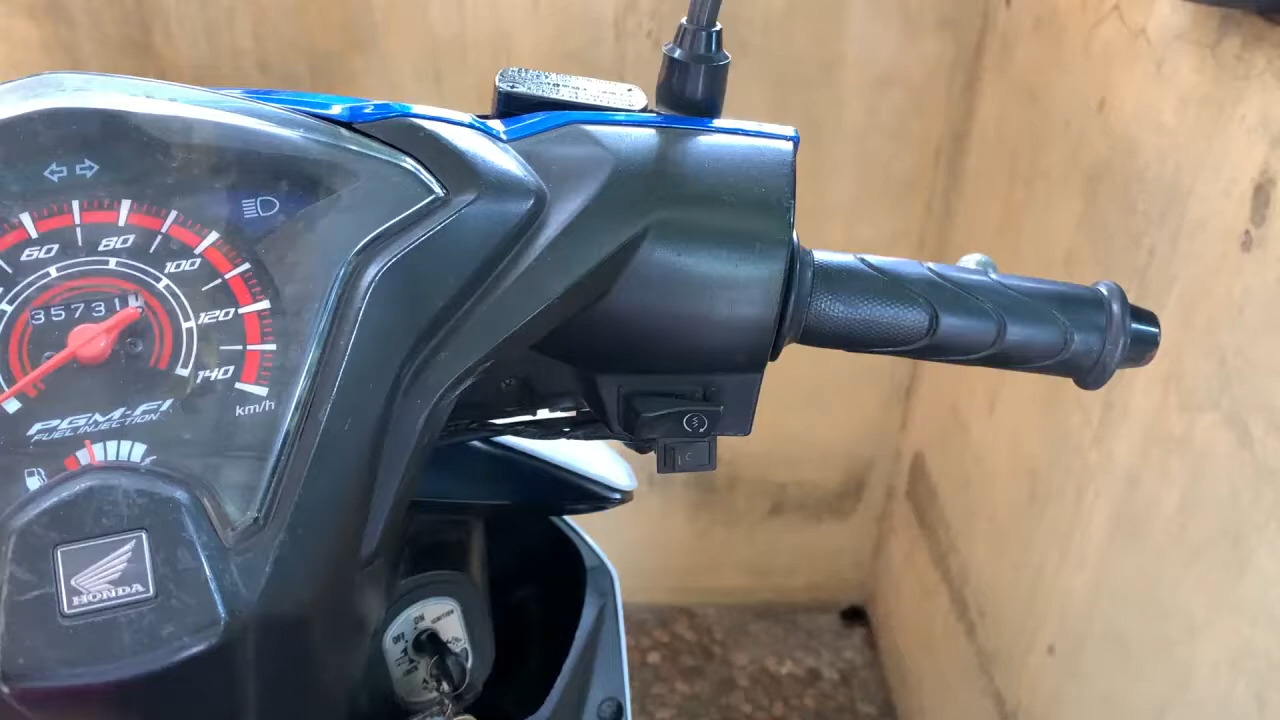 60
80
100
120
140
35731
km/h
PGM-FI
FUEL INJECTION
HONDA
ON
OFF